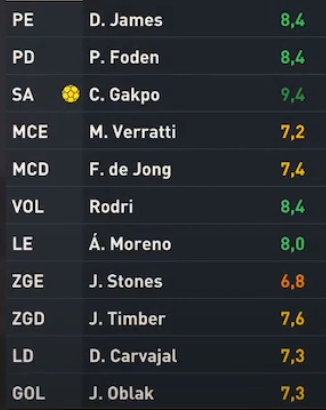 PE D. James 8,4
PD P. Foden 8,4
SA C. Gakpo 9,4
MCE M. Verratti 7,2
MCD F. de Jong 7,4
VOL Rodri 8,4
LE Á. Moreno 8,0
ZGE J. Stones 6,8
ZGD J. Timber 7,6
LD D. Carvajal 7,3
GOL J. Oblak 7,3